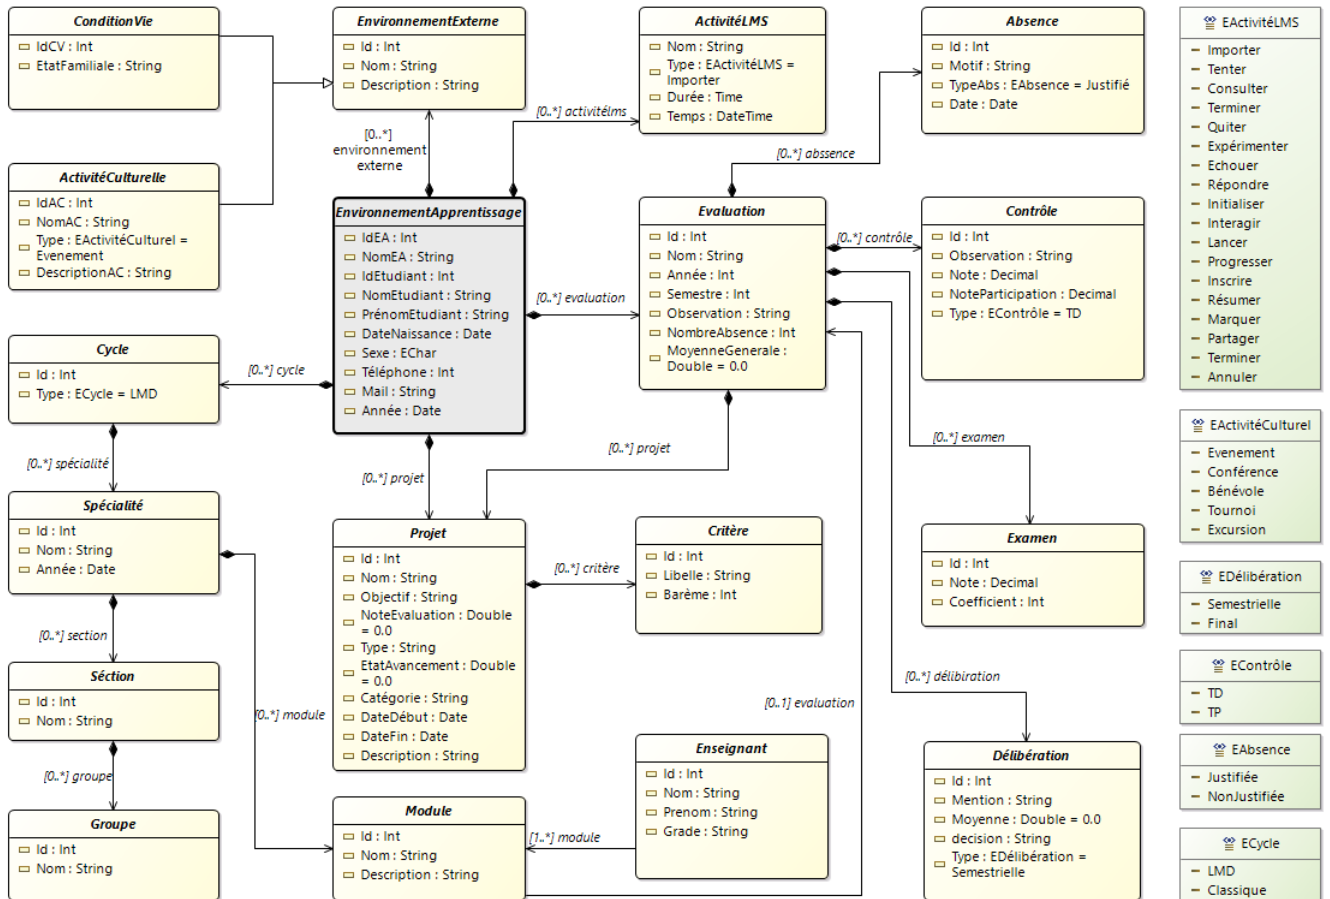 ConditionVie
IdCV : Int
EtatFamiliale : String
EnvironnementExterne
Id : Int
Nom : String
Description : String
ActivitéLMS
Nom : String
Type : EActivitéLMS =
Importer
Durée : Time
Temps : DateTime
Absence
Id : Int
Motif : String
TypeAbs : EAbsence = Justifié
Date : Date
EActivitéLMS
Importer
Tenter
Consulter
Terminer
Quiter
Expérimenter
Echouer
Répondre
Initialiser
Interagir
Lancer
Progresser
Inscrire
Résumer
Marquer
Partager
Terminer
Annuler
[0..*]
environnement
externe
[0..*] activitélms
[0..*] abssence
ActivitéCulturelle
IdAC : Int
NomAC : String
Type : EActivitéCulturel =
Evenement
DescriptionAC : String
EnvironnementApprentissage
IdEA : Int
NomEA : String
IdEtudiant : Int
NomEtudiant : String
PrénomEtudiant : String
DateNaissance : Date
Sexe : EChar
Téléphone : Int
Mail : String
Année : Date
[0..*] evaluation
Evaluation
Id : Int
Nom : String
Année : Int
Semestre : Int
Observation : String
NombreAbsence : Int
MoyenneGenerale :
Double = 0.0
[0..*] contrôle
Contrôle
Id : Int
Observation : String
Note : Decimal
NoteParticipation : Decimal
Type : EContrôle = TD
Cycle
Id : Int
Type : ECycle = LMD
[0..*] cycle
[0..*] spécialité
[0..*] projet
[0..*] projet
[0..*] examen
EActivitéCulturel
Evenement
Conférence
Bénévole
Tournoi
Excursion
Spécialité
Id : Int
Nom : String
Année : Date
Projet
Id : Int
Nom : String
Objectif : String
NoteEvaluation : Double
= 0.0
Type : String
EtatAvancement : Double
= 0.0
Catégorie : String
DateDébut : Date
DateFin : Date
Description : String
[0..*] critère
Critère
Id : Int
Libelle : String
Barème : Int
Examen
Id : Int
Note : Decimal
Coefficient : Int
EDélibération
Semestrielle
Final
[0..*] section
Séction
Id : Int
Nom : String
[0..*] module
[0..*] délibiration
[0..1] evaluation
EContrôle
TD
TP
[0..*] groupe
Groupe
Id : Int
Nom : String
Module
Id : Int
Nom : String
Description : String
[1..*] module
Enseignant
Id : Int
Nom : String
Prenom : String
Grade : String
Délibération
Id : Int
Mention : String
Moyenne : Double = 0.0
decision : String
Type : EDélibération =
Semestrielle
EAbsence
Justifiée
NonJustifiée
ECycle
LMD
Classique